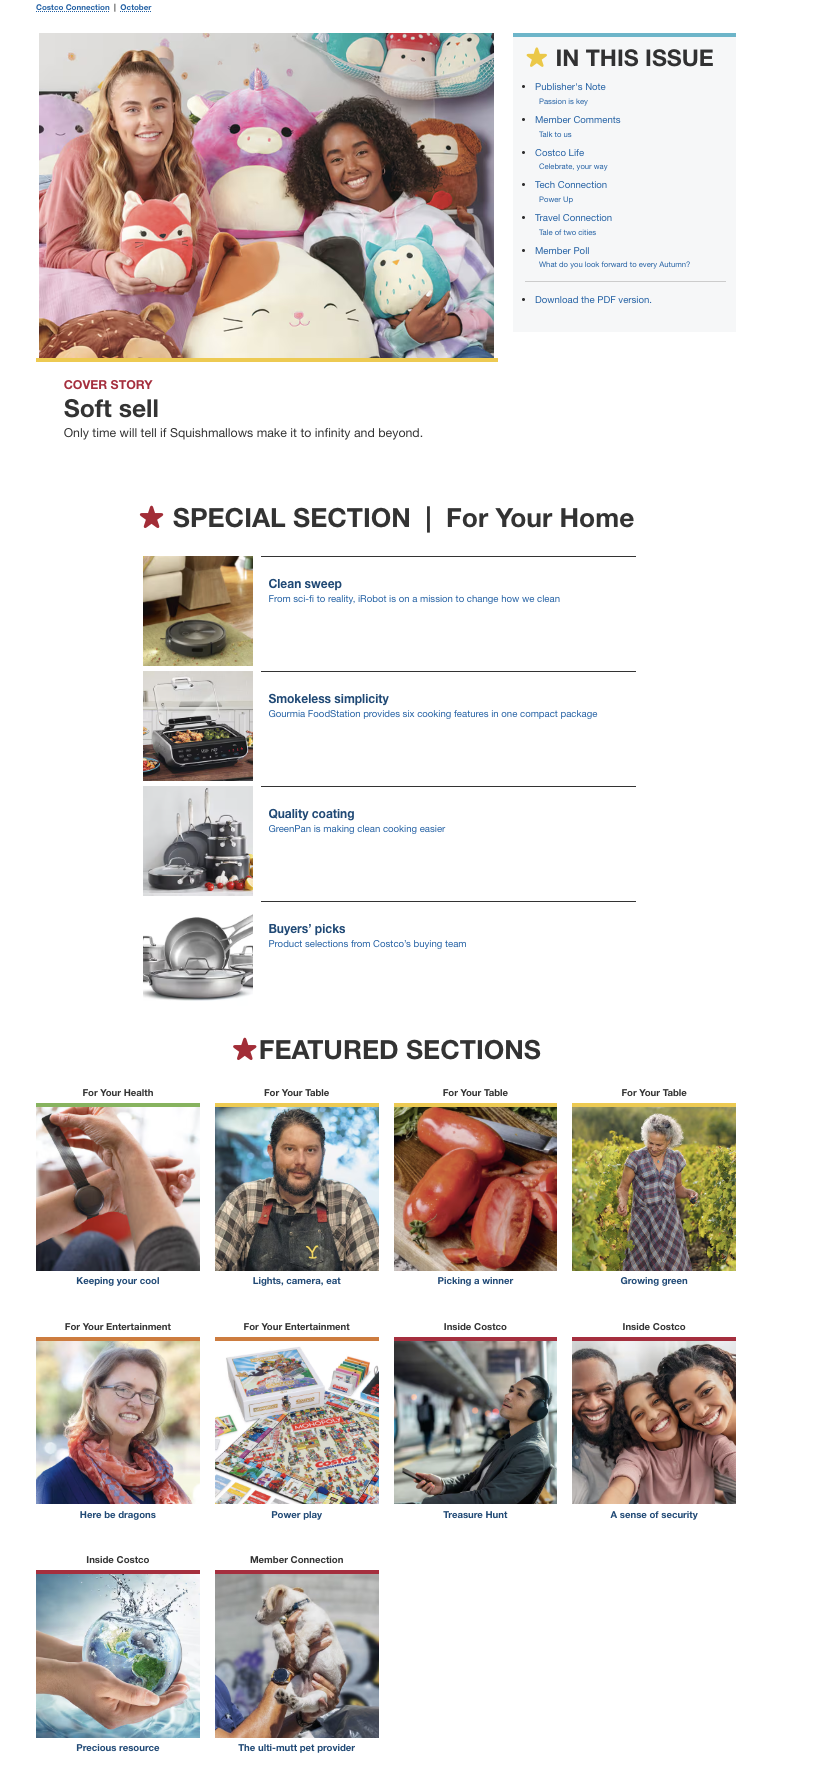 Costco Connection | October
IN THIS ISSUE
Publisher's Note
Passion is key
Member Comments
Talk to us
Costco Life
Celebrate, your way
Tech Connection
Power Up
Travel Connection
Tale of two cities
Member Poll
What do you look forward to every Autumn?
Download the PDF version.
COVER STORY
Soft sell
Only time will tell if Squishmallows make it to infinity and beyond.
SPECIAL SECTION | For Your Home
Clean sweep
From sci-fi to reality, iRobot is on a mission to change how we clean
Smokeless simplicity
Gourmia FoodStation provides six cooking features in one compact package
Quality coating
GreenPan is making clean cooking easier
Buyers’ picks
Product selections from Costco’s buying team
FEATURED SECTIONS
For Your Health
For Your Table
For Your Table
For Your Table
Y
Keeping your cool
Lights, camera, eat
Picking a winner
Growing green
For Your Entertainment
For Your Entertainment
Inside Costco
Inside Costco
MONOPOLY
COSTCO
Here be dragons
Power play
Treasure Hunt
A sense of security
Inside Costco
Member Connection
Precious resource
The ulti-mutt pet provider